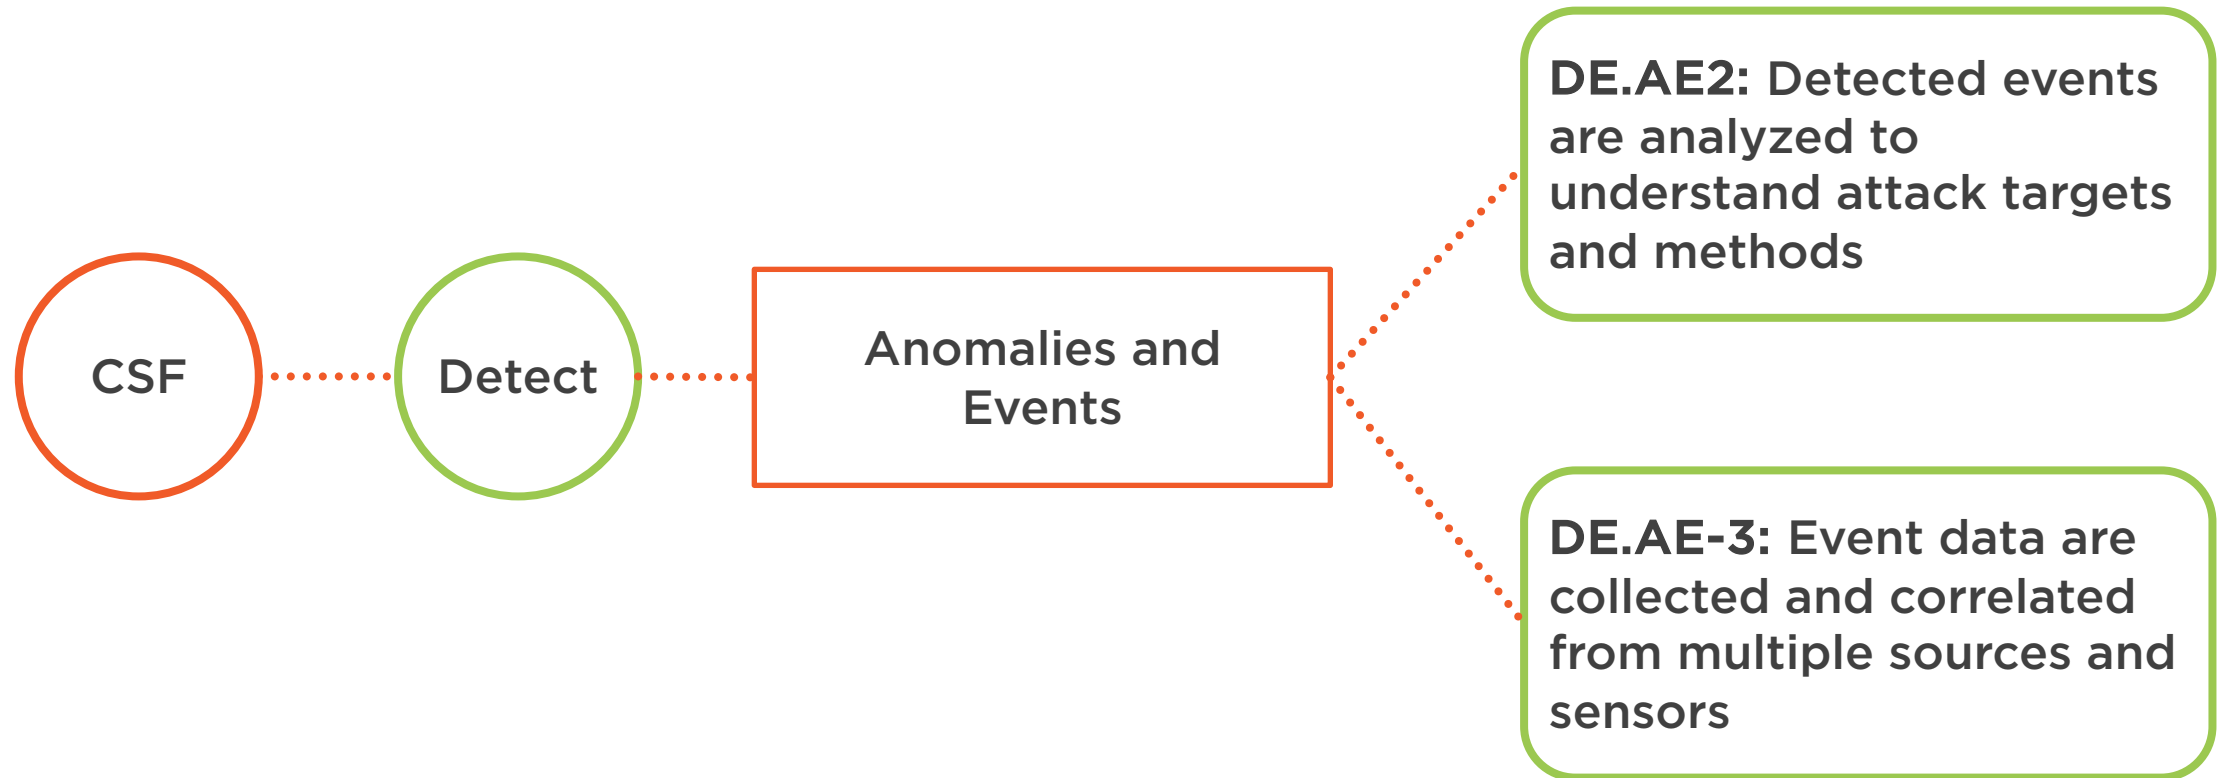 CSF
Detect
Anomalies and
Events
DE.AE2: Detected events
are analyzed to
understand attack targets
and methods
DE.AE-3: Event data are
collected and correlated
from multiple sources and
sensors